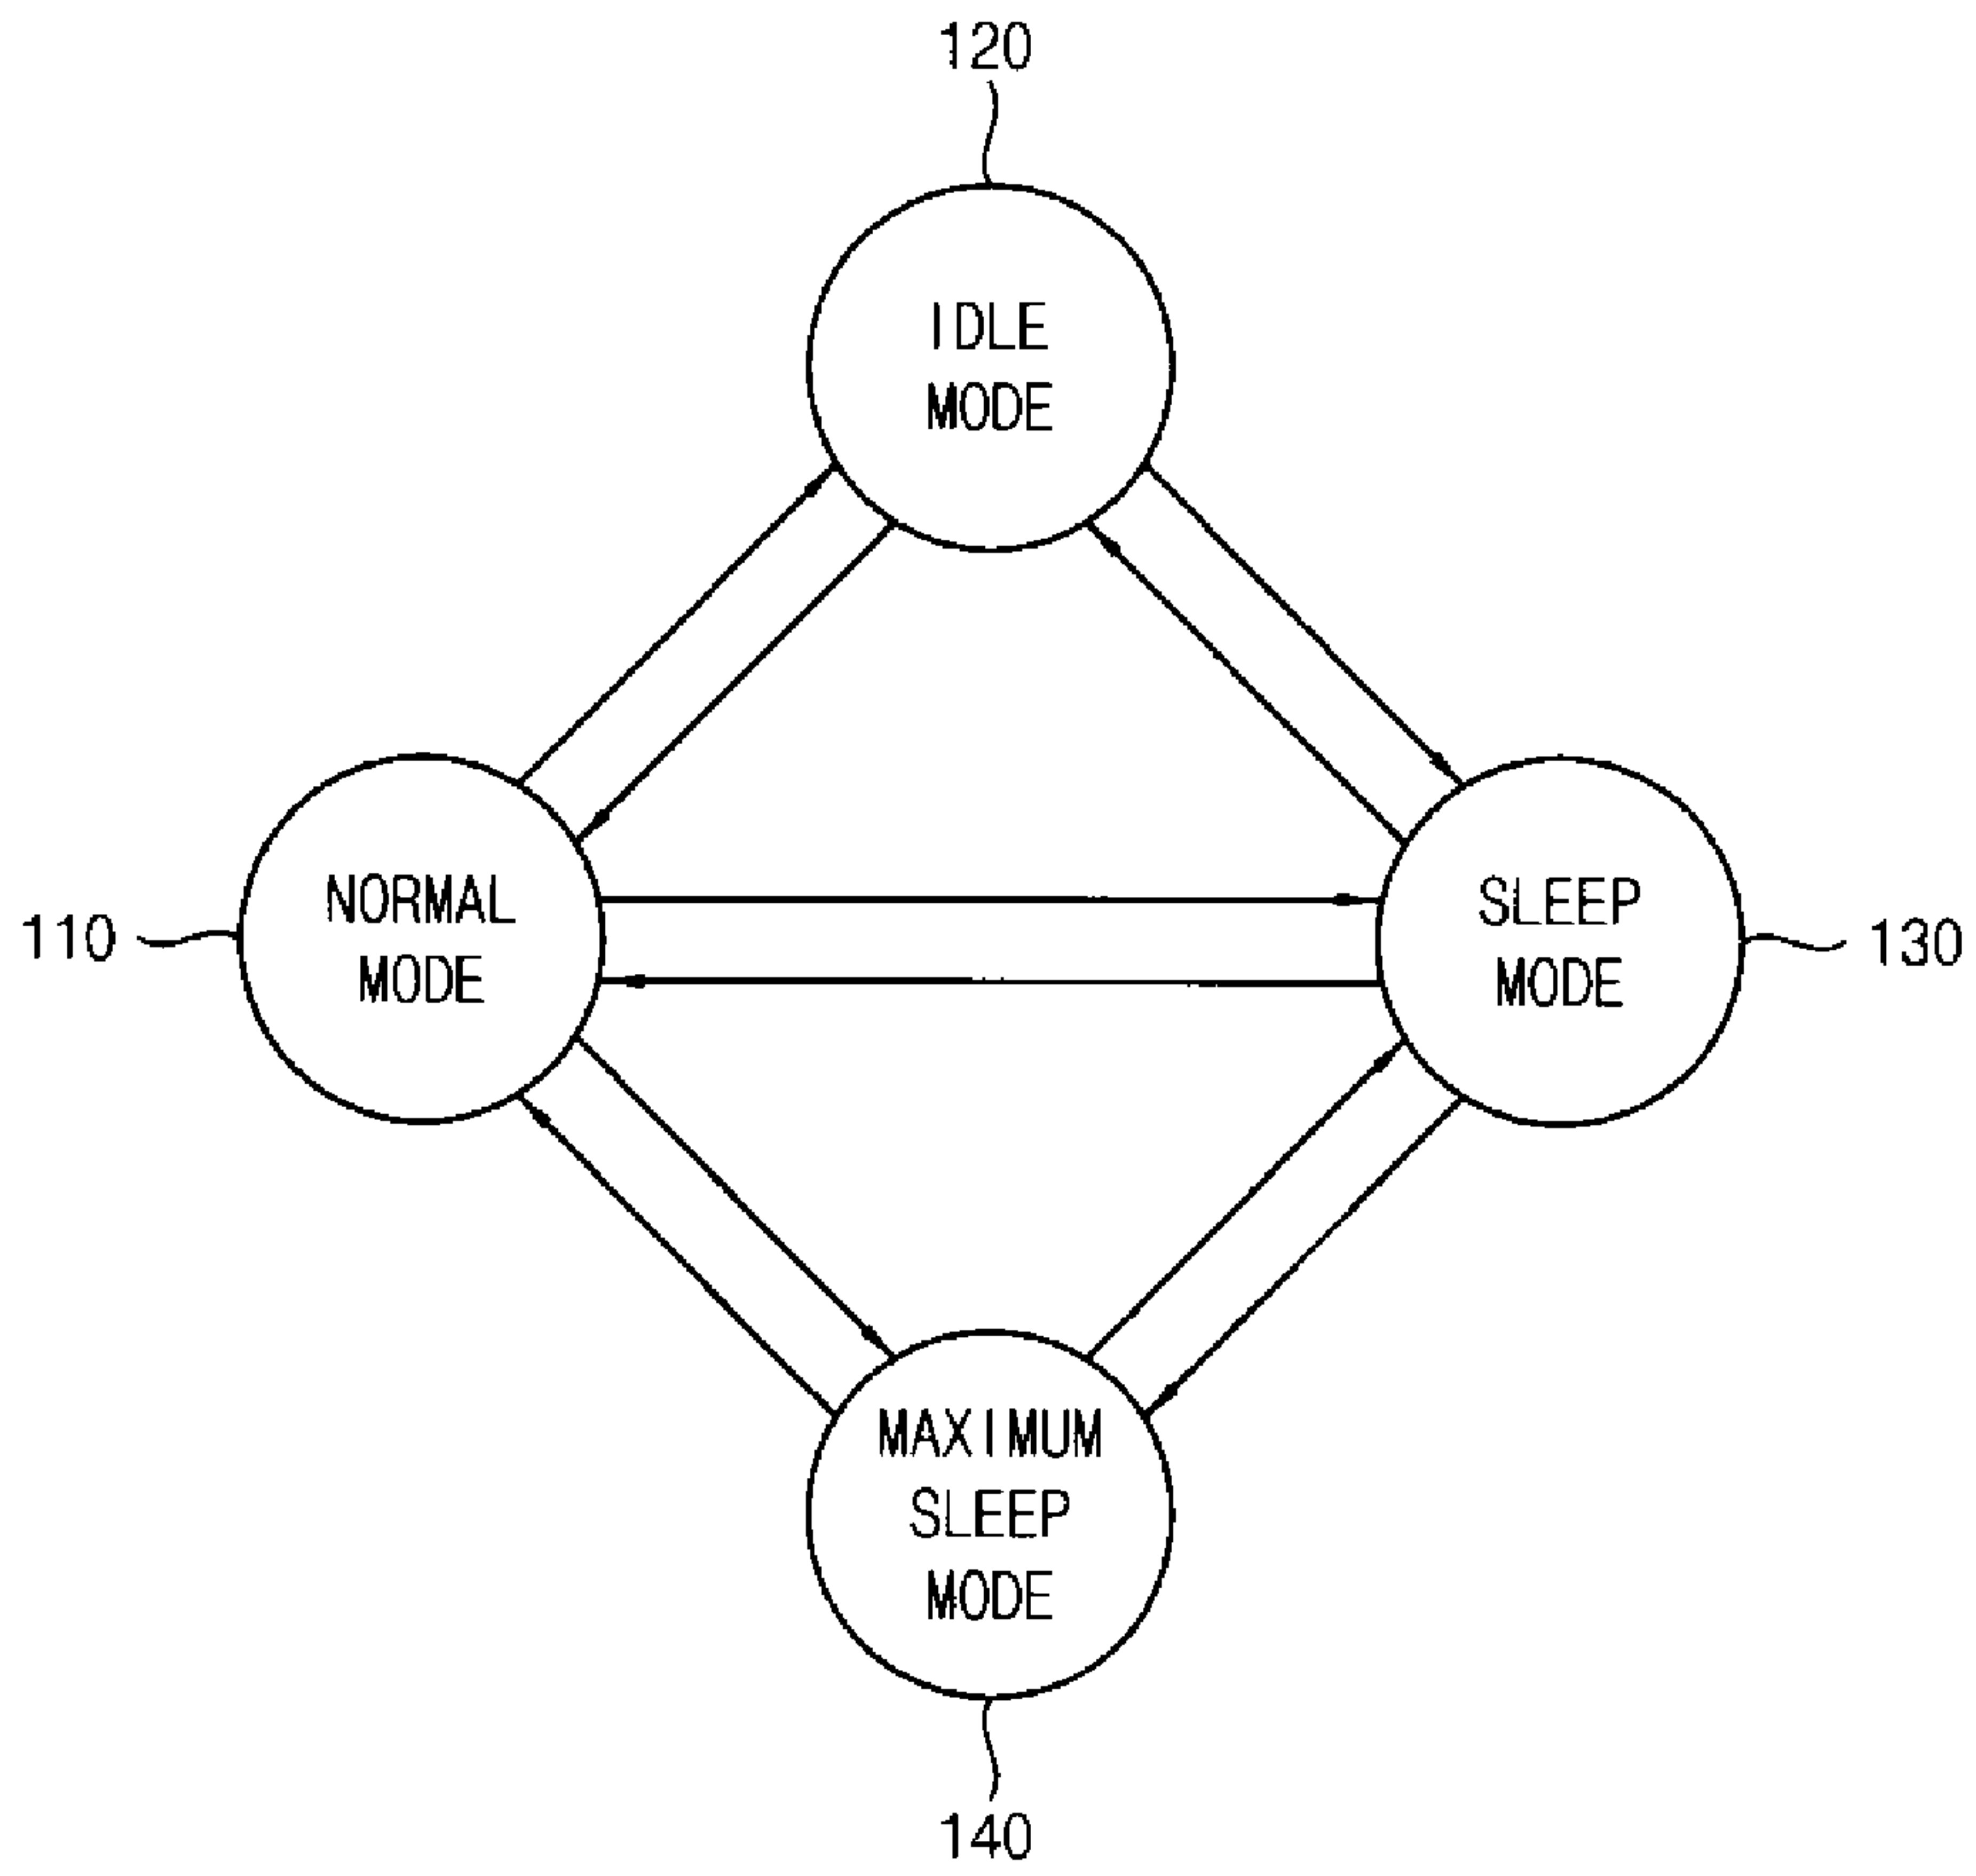 120
IDLE
MODE
NORMAL
MODE
110
SLEEP
MODE
130
MAXIMUM
SLEEP
MODE
140